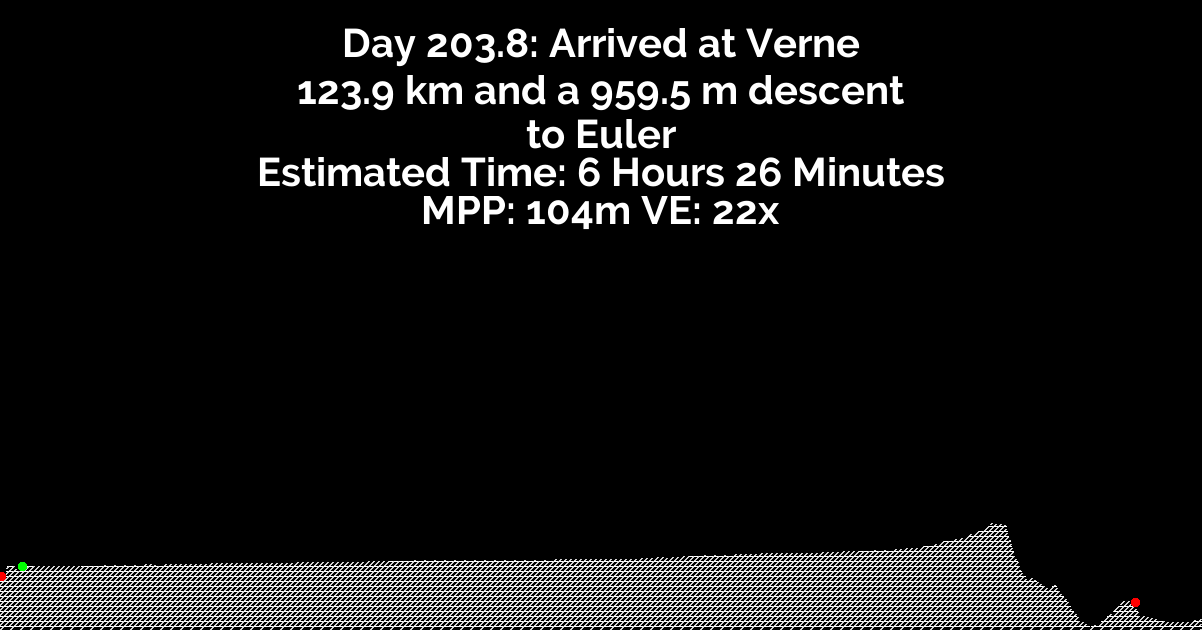 Day 203.8: Arrived at Verne
123.9 km and a 959.5 m descent
to Euler
Estimated Time: 6 Hours 26 Minutes
MPP: 104m VE: 22x